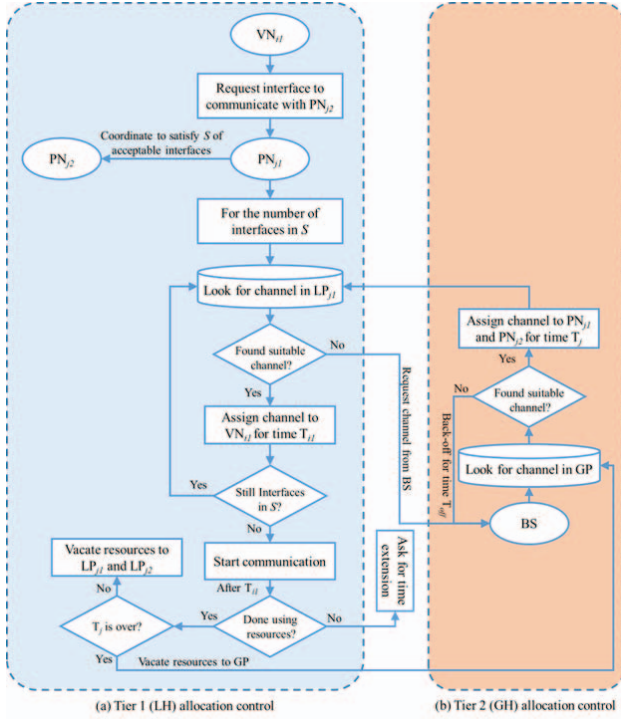 VNt1
Request interface to
communicate with PNj2
Coordinate to satisfy S of
acceptable interfaces
PNj2
PNj1
For the number of
interfaces in S
Look for channel in LPj1
Found suitable
channel?
No
Yes
Assign channel to
VNt1 for time Tt1
Still Interfaces
in S?
Yes
No
Start communication
After Tt1
Done using
resources?
Yes
No
Ask for time
extension
Tj is over?
No
Vacate resources to
LPj1 and LPj2
Yes
Vacate resources to GP
Request channel from BS
Assign channel to PNj1
and PNj2 for time Tj
Yes
Found suitable
channel?
No
Back-off for time Toff
Look for channel in GP
BS
(a) Tier 1 (LH) allocation control
(b) Tier 2 (GH) allocation control